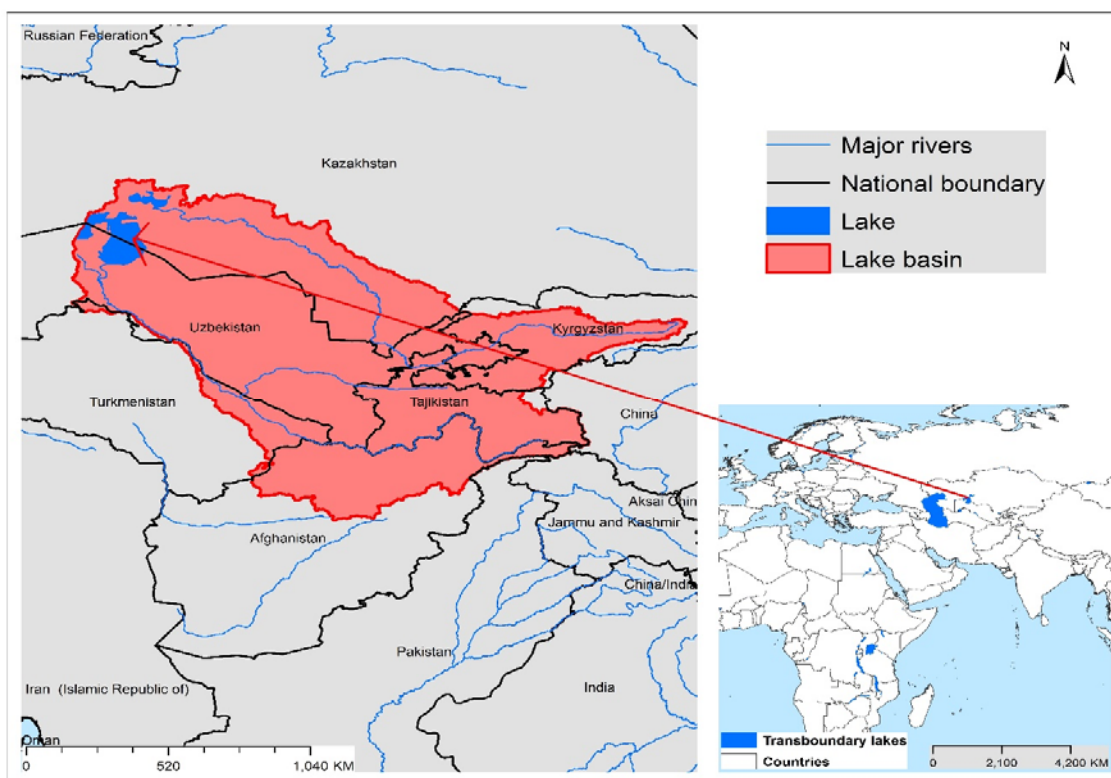 Russian Federation
N
Major rivers
Kazakhstan
National boundary
Lake
Lake basin
Uzbekistan
Kyrgyzstan
Turkmenistan
Tajikistan
China
Aksai Chin
Jammu and Kashmir
Afghanistan
China/India
Pakistan
Iran (Islamic Republic of)
India
Oman
0 520 1,040 KM
Transboundary lakes
Countries
0 2,100 4,200 KM